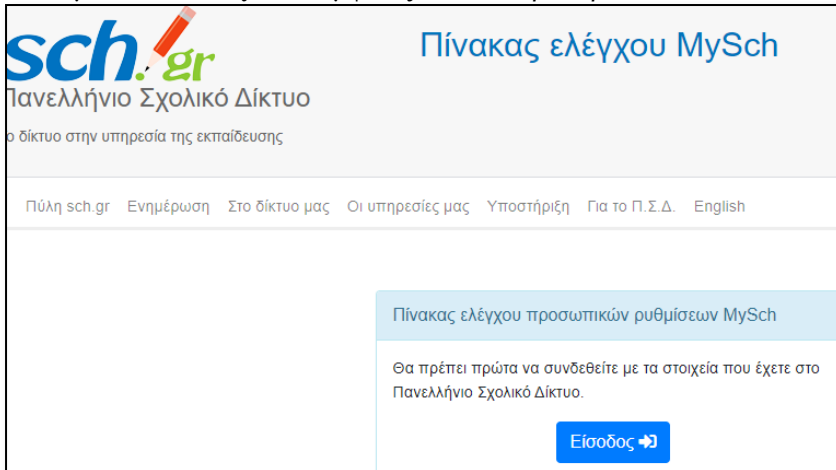 sch.gr
Πίνακας ελέγχου MySch
Πανελλήνιο Σχολικό Δίκτυο
ο δίκτυο στην υπηρεσία της εκπαίδευσης
Πύλη sch.gr Ενημέρωση Στο δίκτυο μας Οι υπηρεσίες μας Υποστήριξη Για το Π.Σ.Δ. English
Πίνακας ελέγχου προσωπικών ρυθμίσεων MySch
Θα πρέπει πρώτα να συνδεθείτε με τα στοιχεία που έχετε στο
Πανελλήνιο Σχολικό Δίκτυο.
Είσοδος